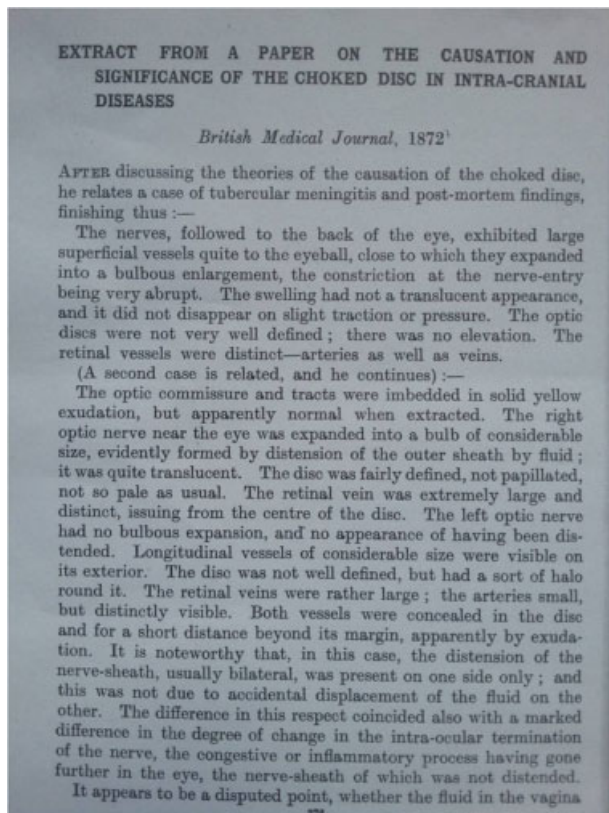 EXTRACT FROM A PAPER ON THE CAUSATION AND
SIGNIFICANCE OF THE CHOKED DISC IN INTRA-CRANIAL
DISEASES
British Medical Journal, 1872¹
AFTER discussing the theories of the causation of the choked disc,
he relates a case of tubercular meningitis and post-mortem findings,
finishing thus :—
The nerves, followed to the back of the eye, exhibited large
superficial vessels quite to the eyeball, close to which they expanded
into a bulbous enlargement, the constriction at the nerve-entry
being very abrupt. The swelling had not a translucent appearance,
and it did not disappear on slight traction or pressure. The optic
discs were not very well defined ; there was no elevation. The
retinal vessels were distinct—arteries as well as veins.
(A second case is related, and he continues) :—
The optic commissure and tracts were imbedded in solid yellow
exudation, but apparently normal when extracted. The right
optic nerve near the eye was expanded into a bulb of considerable
size, evidently formed by distension of the outer sheath by fluid ;
it was quite translucent. The disc was fairly defined, not papillated,
not so pale as usual. The retinal vein was extremely large and
distinct, issuing from the centre of the disc. The left optic nerve
had no bulbous expansion, and no appearance of having been dis-
tended. Longitudinal vessels of considerable size were visible on
its exterior. The disc was not well defined, but had a sort of halo
round it. The retinal veins were rather large ; the arteries small,
but distinctly visible. Both vessels were concealed in the disc
and for a short distance beyond its margin, apparently by exuda-
tion. It is noteworthy that, in this case, the distension of the
nerve-sheath, usually bilateral, was present on one side only ; and
this was not due to accidental displacement of the fluid on the
other. The difference in this respect coincided also with a marked
difference in the degree of change in the intra-ocular termination
of the nerve, the congestive or inflammatory process having gone
further in the eye, the nerve-sheath of which was not distended.
It appears to be a disputed point, whether the fluid in the vagina